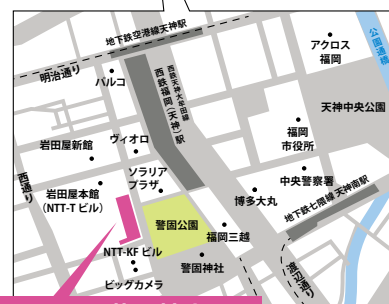 地下鉄空港線天神駅
明治通り
パルコ
アクロス
福岡
公園通橋
西鉄天神大牟田線
西鉄福岡(天神)駅
天神中央公園
ヴィオロ
岩田屋新館
福岡
市役所
ソラリア
プラザ
中央警察署
西通り
岩田屋本館
(NTT-Tビル)
博多大丸
地下鉄七隈線 天神南駅
警固公園
福岡三越
NTT-KFビル
警固神社
渡辺通り
ビッグカメラ